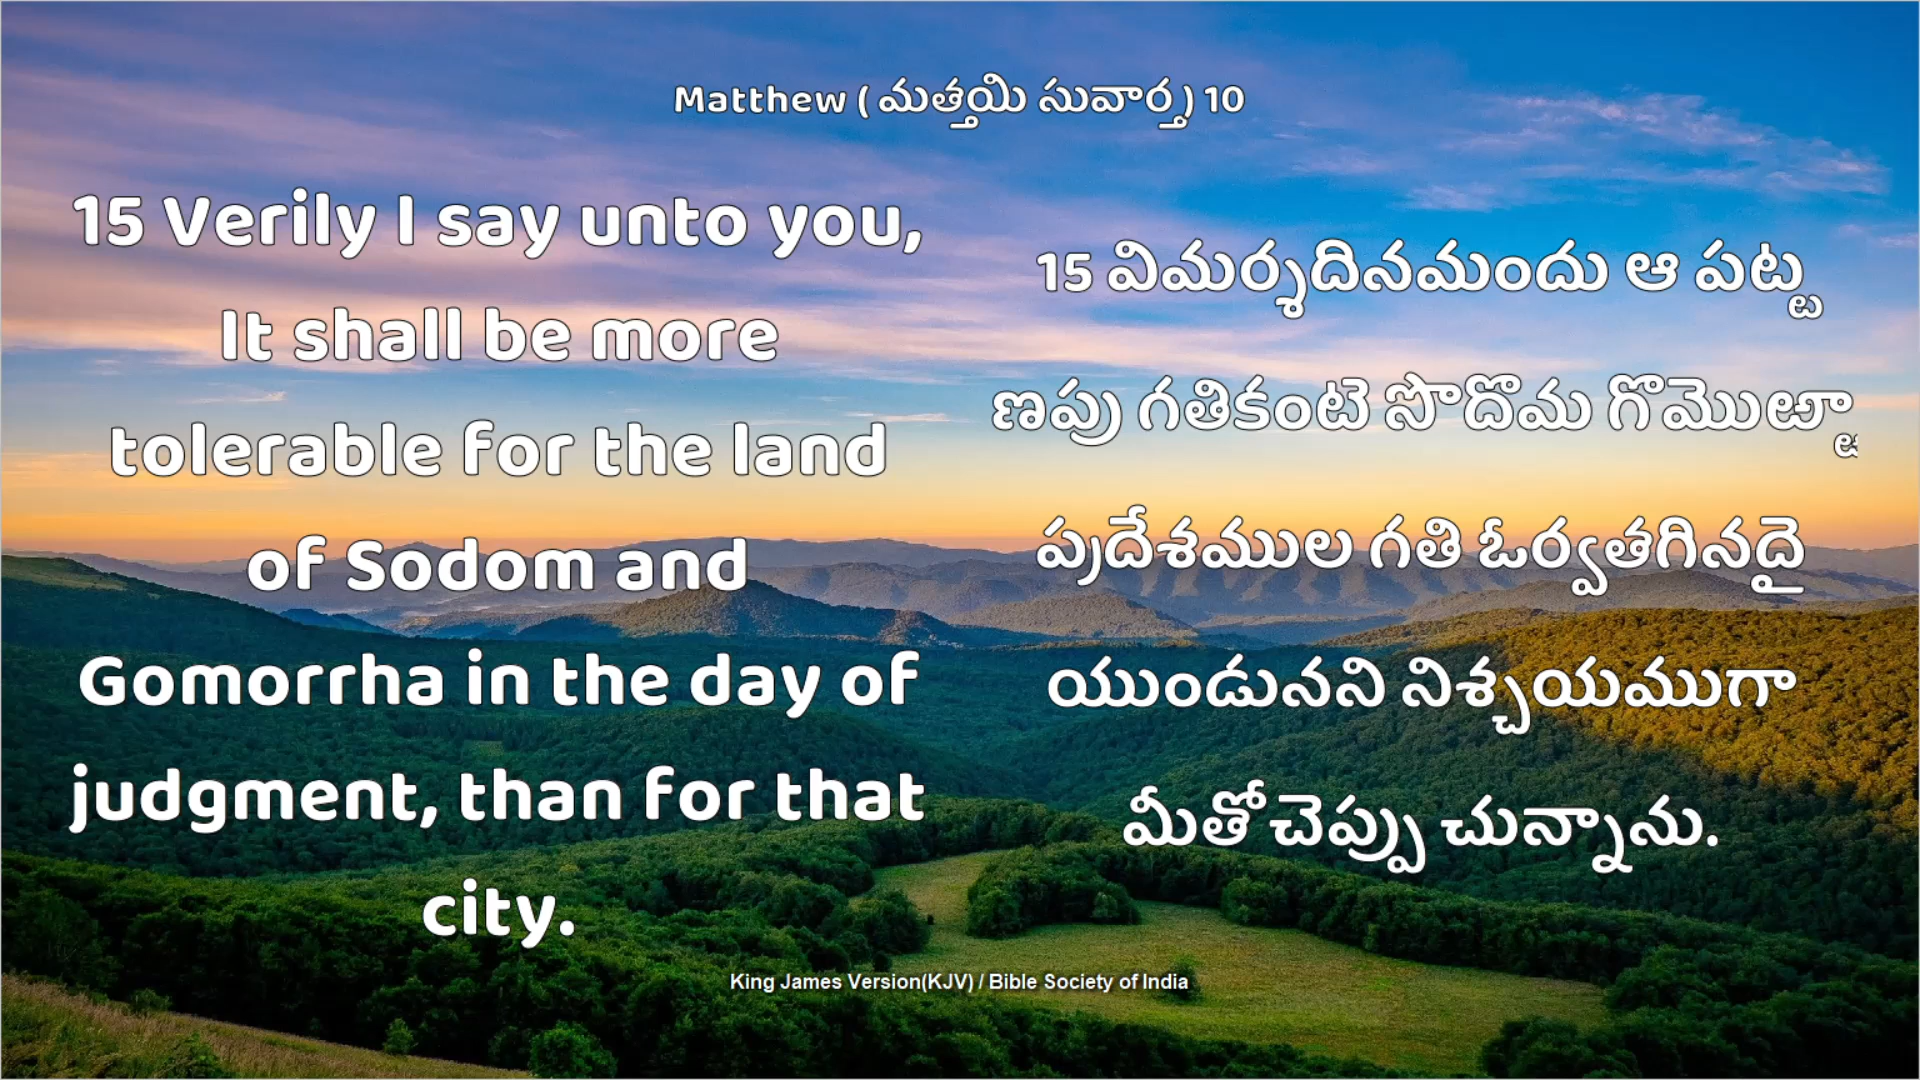 Matthew ( మత్తయి సువార్త) 10
15 Verily I say unto you,
It shall be more
tolerable for the land
of Sodom and
Gomorrha in the day of
judgment, than for that
city.
15 విమర్శదినమందు ఆ పట్ట
ణపు గతికంటె సొదొమ గొమొఱ్ఱా
ప్రదేశముల గతి ఓర్వతగినదై
యుండునని నిశ్చయముగా
మీతో చెప్పు చున్నాను.
King James Version(KJV) / Bible Society of India